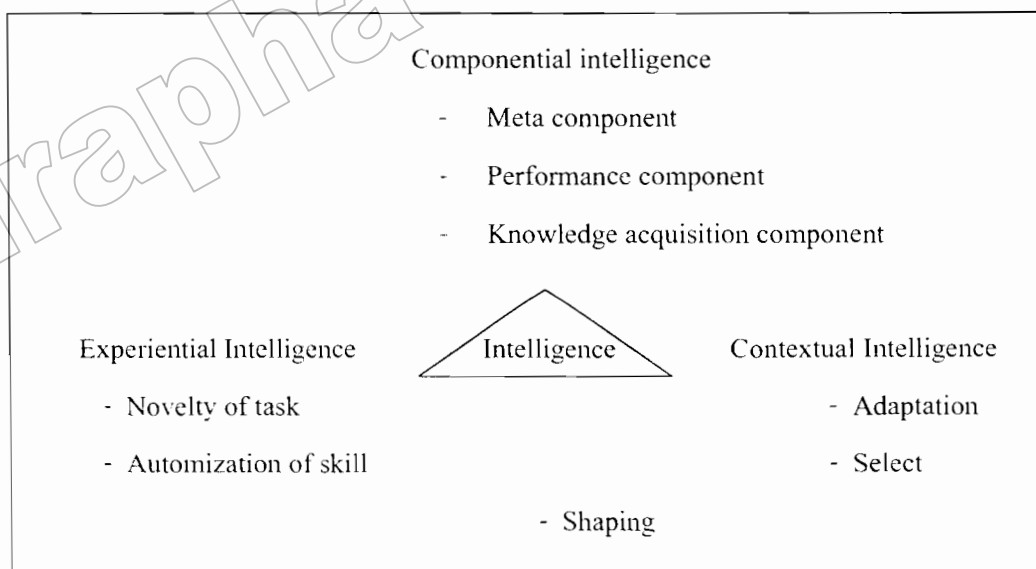 Componential intelligence
- Meta component
- Performance component
- Knowledge acquisition component
Experiential Intelligence
Intelligence
Contextual Intelligence
- Novelty of task
- Adaptation
- Automization of skill
- Select
- Shaping